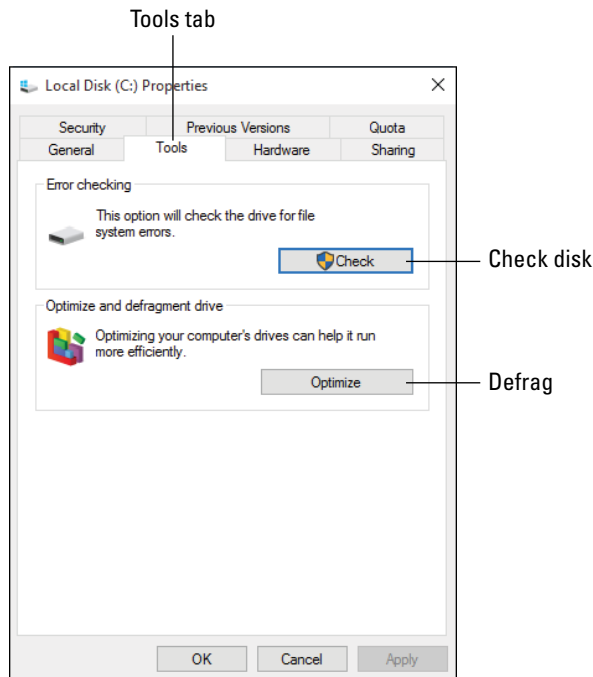 Tools tab
Local Disk (C:) Properties
Security Previous Versions Quota
General Tools Hardware Sharing
Error checking
This option will check the drive for file
system errors.
Check
Check disk
Optimize and defragment drive
Optimizing your computer's drives can help it run
more efficiently.
Optimize
Defrag
OK Cancel Apply